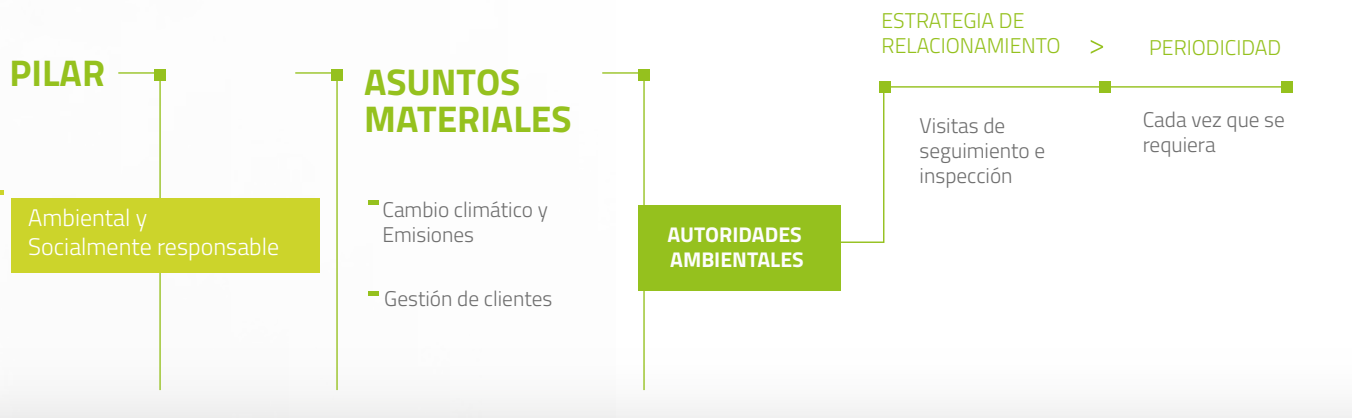 PILAR
Ambiental y
Socialmente responsable
ASUNTOS
MATERIALES
Cambio climático y
Emisiones
Gestión de clientes
AUTORIDADES
AMBIENTALES
ESTRATEGIA DE
RELACIONAMIENTO >
Visitas de
seguimiento e
inspección
PERIODICIDAD
Cada vez que se
requiera